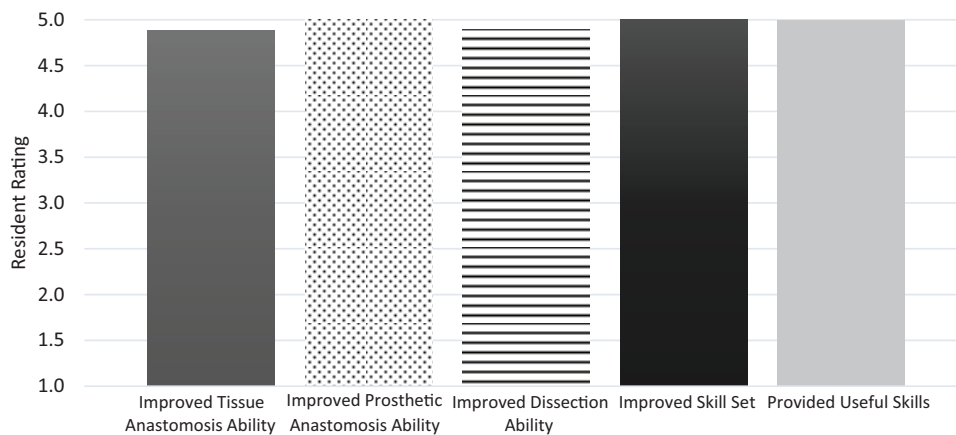 5.0
4.5
4.0
3.5
3.0
2.5
2.0
1.5
1.0
Resident Rating
Improved Tissue
Anastomosis Ability
Improved Prosthetic
Anastomosis Ability
Improved Dissection
Ability
Improved Skill Set
Provided Useful Skills